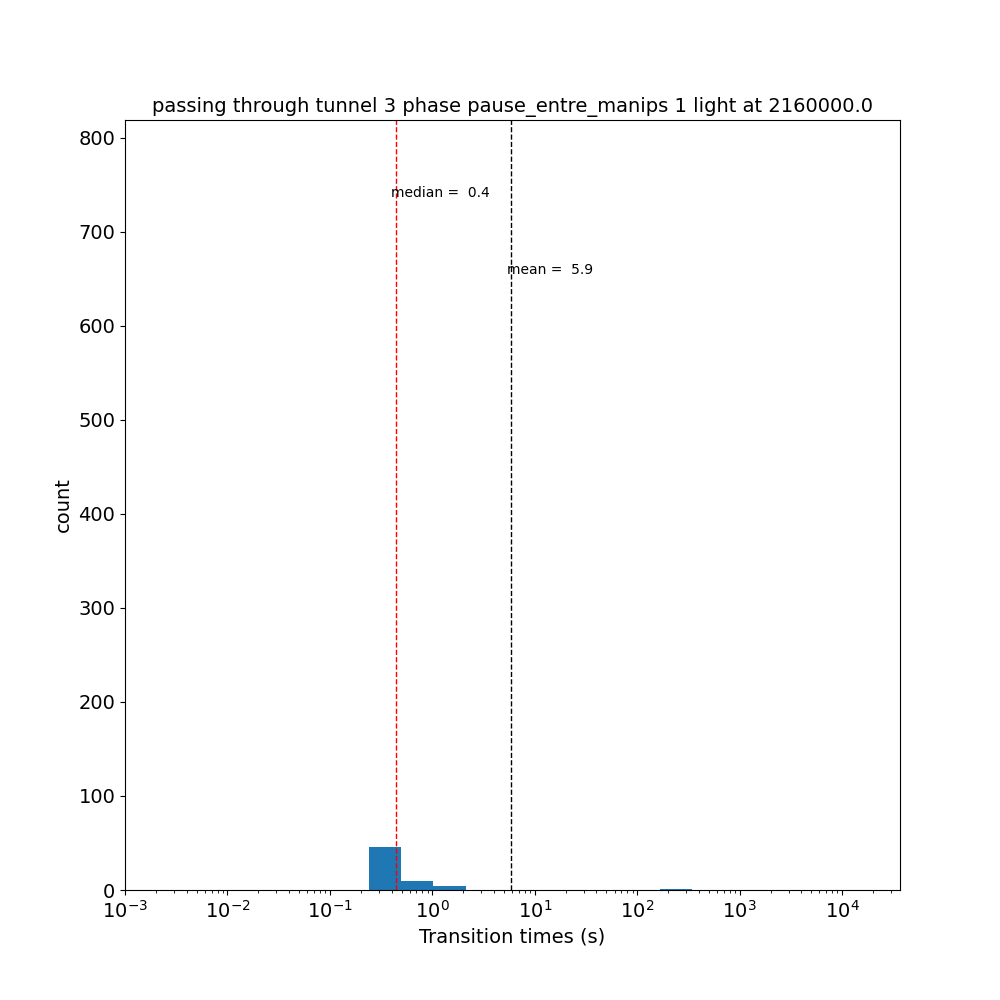 passing through tunnel 3 phase pause_entre_manips 1 light at 2160000.0
800
median =  0.4
700
mean =  5.9
600
500
count
400
300
200
100
0
10⁻³ 10⁻² 10⁻¹ 10⁰ 10¹ 10² 10³ 10⁴
Transition times (s)